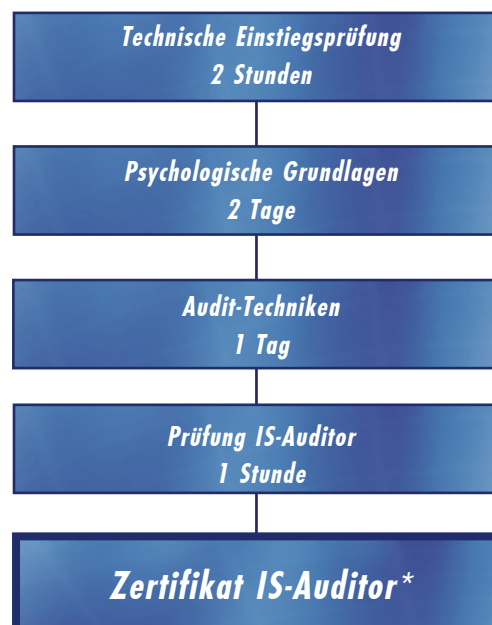 Technische Einstiegsprüfung
2 Stunden
Psychologische Grundlagen
2 Tage
Audit-Techniken
1 Tag
Prüfung IS-Auditor
1 Stunde
Zertifikat IS-Auditor*